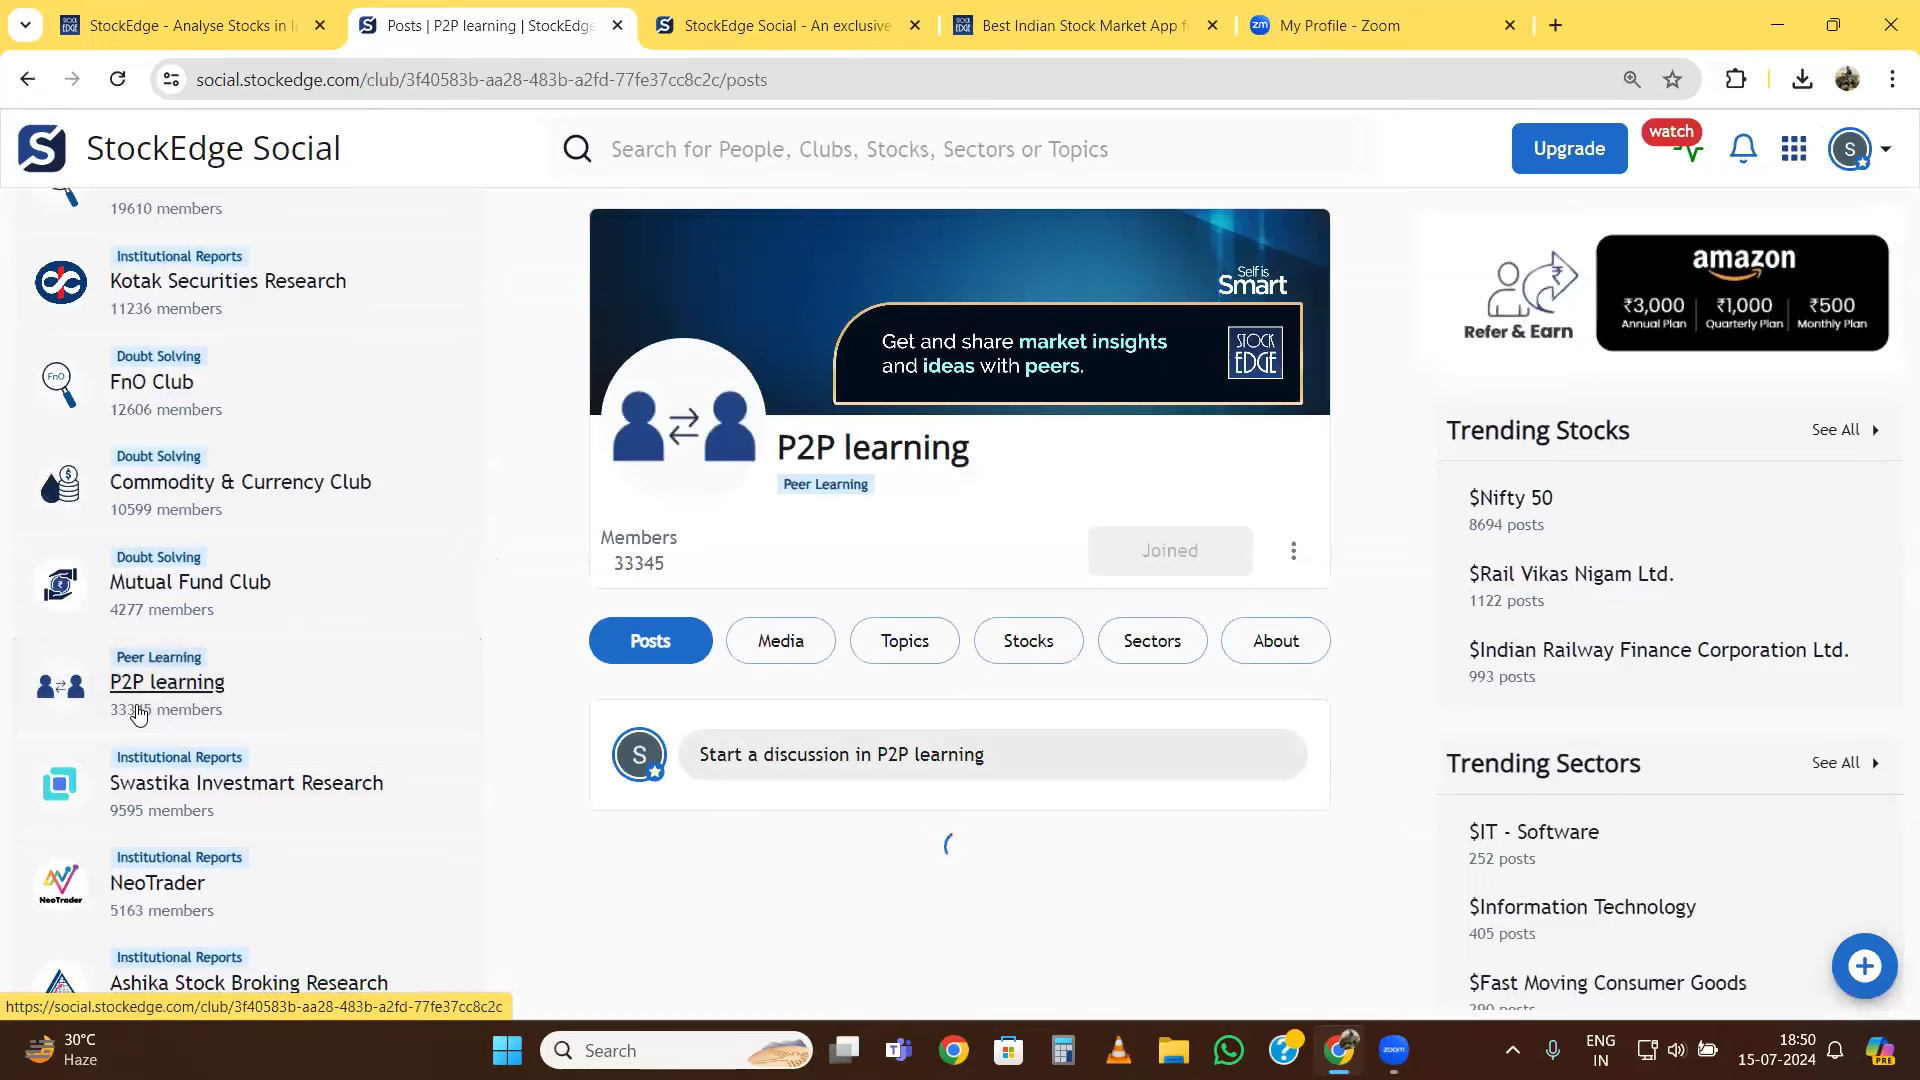 StockEdge - Analyse Stocks in I
Posts | P2P learning | StockEdge
StockEdge Social - An exclusive
Best Indian Stock Market App f
zm
My Profile - Zoom
social.stockedge.com/club/3f40583b-aa28-483b-a2fd-77fe37cc8c2c/posts
StockEdge Social
Search for People, Clubs, Stocks, Sectors or Topics
Upgrade
watch
S
19610 members
Institutional Reports
Kotak Securities Research
11236 members
Doubt Solving
FnO
FnO Club
12606 members
Doubt Solving
Commodity & Currency Club
10599 members
Doubt Solving
Mutual Fund Club
4277 members
Peer Learning
P2P learning
33345 members
Institutional Reports
Swastika Investmart Research
9595 members
Institutional Reports
NeoTrader
NeoTrader
5163 members
Institutional Reports
Ashika Stock Broking Research
https://social.stockedge.com/club/3f40583b-aa28-483b-a2fd-77fe37cc8c2c
Self is
Smart
Get and share market insights
and ideas with peers.
STOCK
EDGE
P2P learning
Peer Learning
Members
33345
Joined
Posts
Media
Topics
Stocks
Sectors
About
S
Start a discussion in P2P learning
Refer & Earn
amazon
₹3,000
Annual Plan
₹1,000
Quarterly Plan
₹500
Monthly Plan
Trending Stocks
See All
$Nifty 50
8694 posts
$Rail Vikas Nigam Ltd.
1122 posts
$Indian Railway Finance Corporation Ltd.
993 posts
Trending Sectors
See All
$IT - Software
252 posts
$Information Technology
405 posts
$Fast Moving Consumer Goods
290 posts
30°C
Haze
Search
zoom
ENG
IN
18:50
15-07-2024
PRE